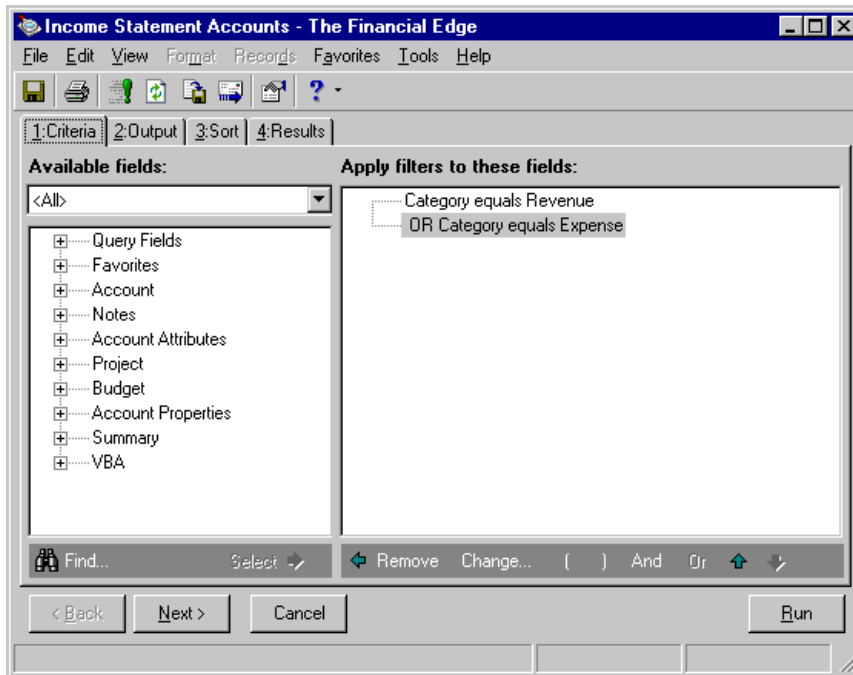 Income Statement Accounts - The Financial Edge
File Edit View Format Records Favorites Tools Help
?
1:Criteria 2:Output 3:Sort 4:Results
Available fields:
<All>
Query Fields
Favorites
Account
Notes
Account Attributes
Project
Budget
Account Properties
Summary
VBA
Find... Select
Apply filters to these fields:
Category equals Revenue
OR Category equals Expense
Remove Change... ( ) And Or
< Back Next > Cancel Run